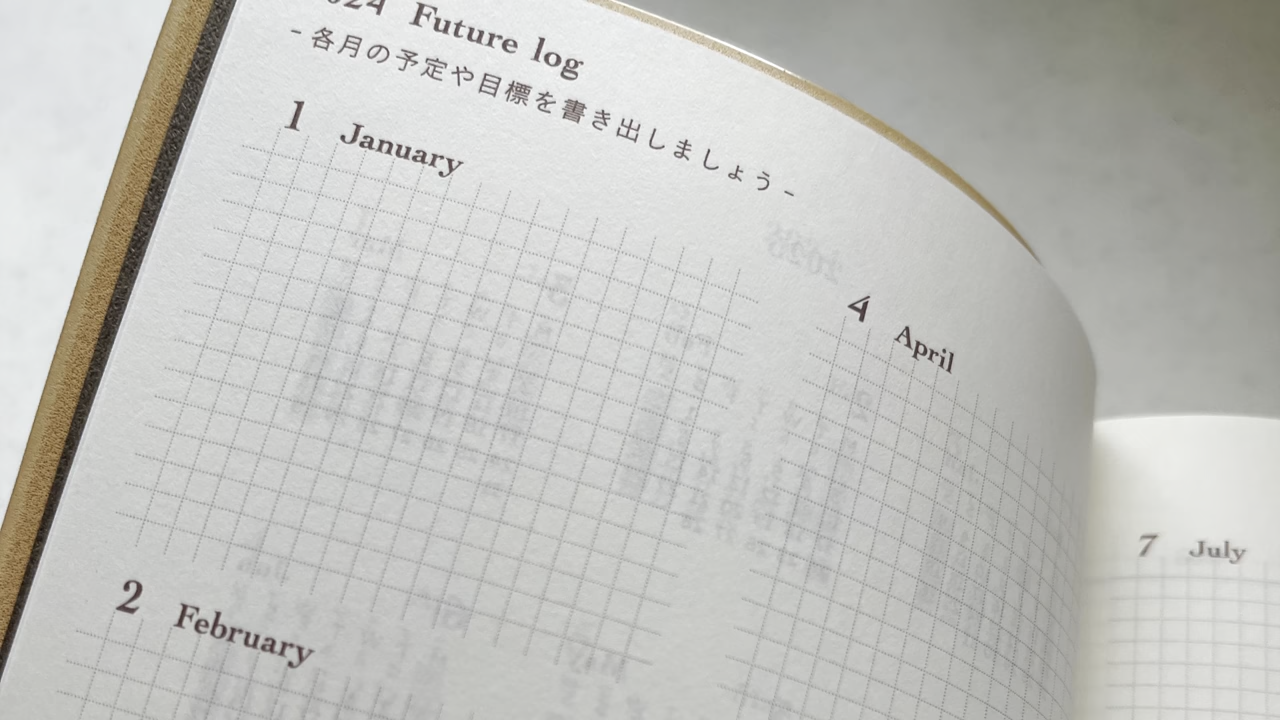 2024 Future log
- 各月の予定や目標を書き出しましょう -
1 January
2 February
4 April
7 July